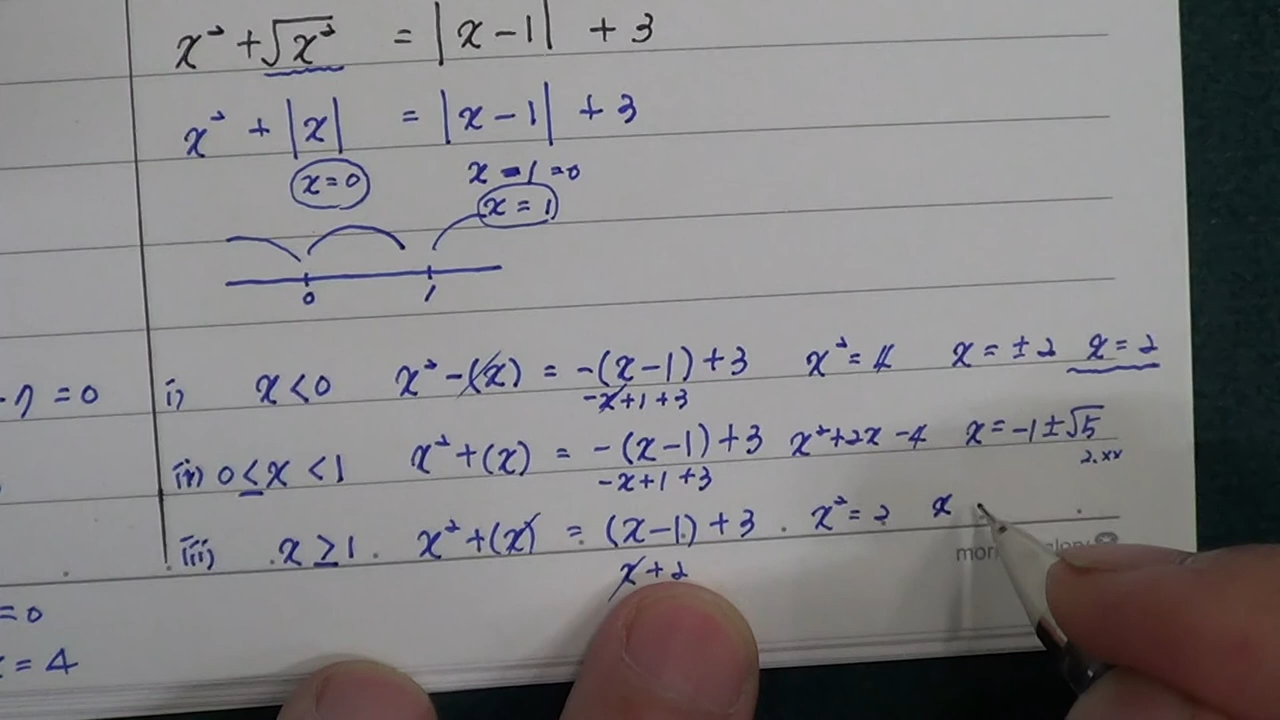 x² + √x² = |x-1| + 3
x² + |x| = |x-1| + 3
x=0 x-1=0
x = 1
0 1
-7 = 0 i) x<0 x² -(x) = -(x-1)+3 x²=4 x=±2 x=2
-x+1+3
ii) 0≤x<1 x²+(x) = -(x-1)+3 x²+2x-4 x=-1±√5
-x+1+3 2.xx
iii) x≥1. x²+(x) = (x-1)+3. x²=2 x
x+2
=0
=4